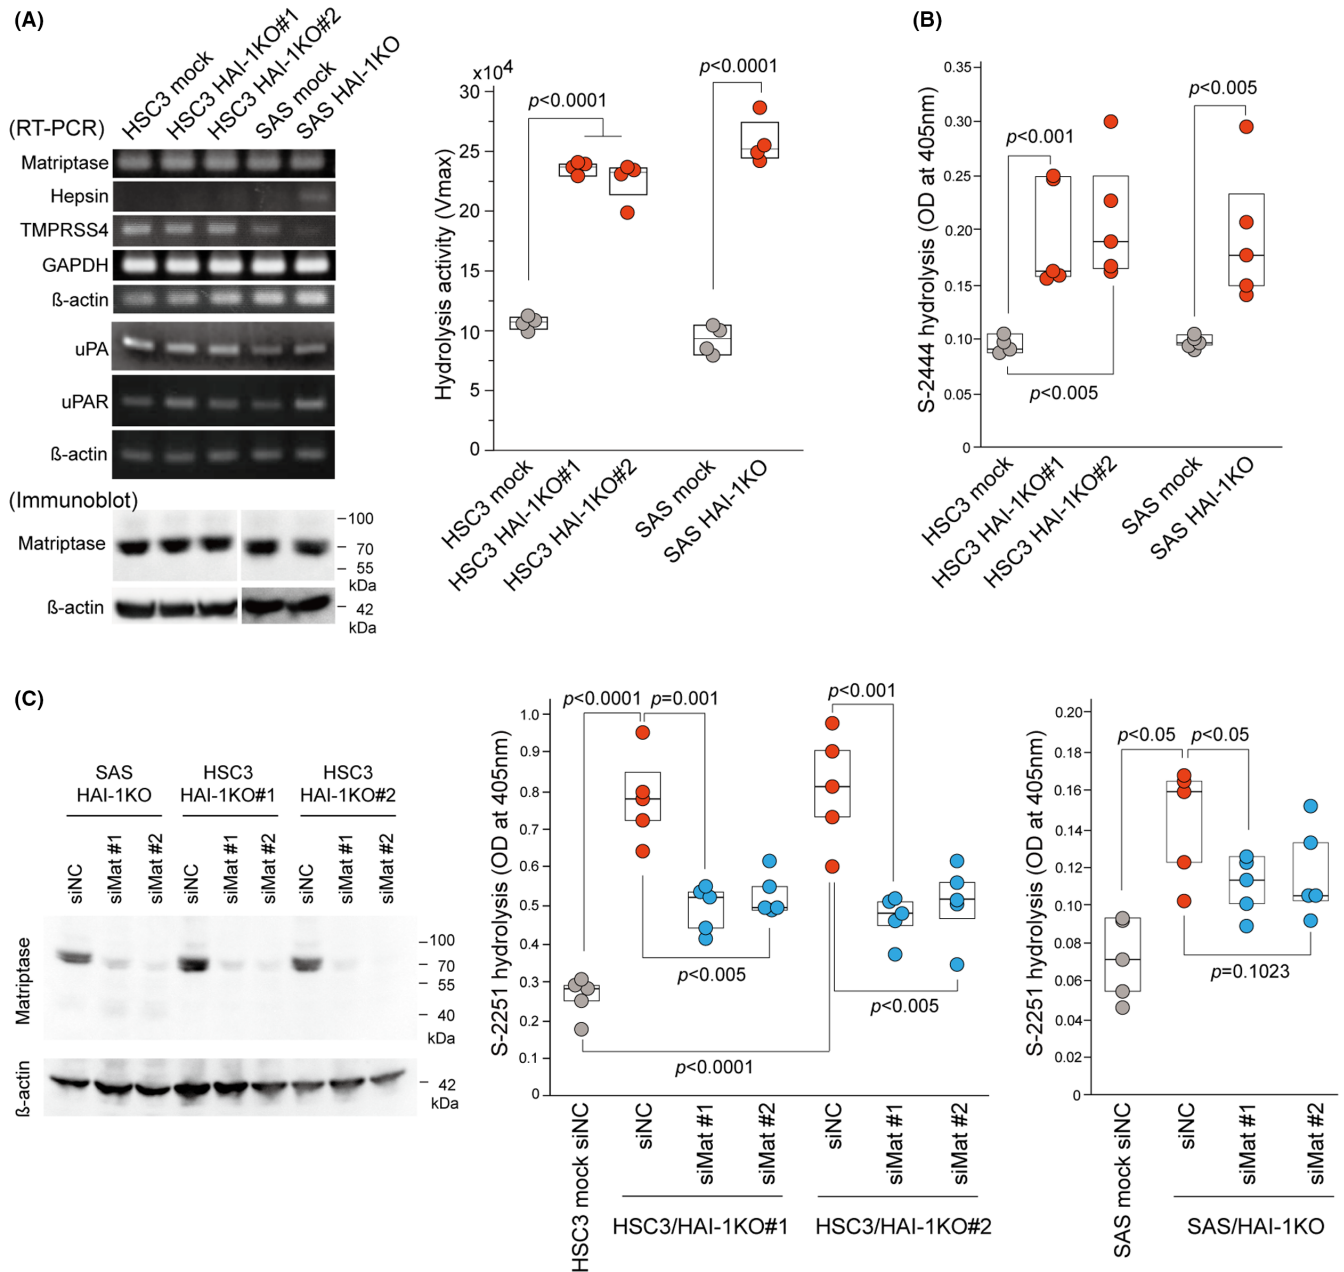 (A)
HSC3 mock
HSC3 HAI-1KO#1
HSC3 HAI-1KO#2
SAS mock
SAS HAI-1KO
(RT-PCR)
Matriptase
Hepsin
TMPRSS4
GAPDH
ß-actin
uPA
uPAR
ß-actin
(Immunoblot)
Matriptase
ß-actin
100
70
55
kDa
42
kDa
x10⁴
Hydrolysis activity (Vmax)
30
25
20
15
10
5
0
p<0.0001
p<0.0001
HSC3 mock
HSC3 HAI-1KO#1
HSC3 HAI-1KO#2
SAS mock
SAS HAI-1KO
(B)
S-2444 hydrolysis (OD at 405nm)
0.35
0.30
0.25
0.20
0.15
0.10
0.05
0
p<0.001
p<0.005
p<0.005
HSC3 mock
HSC3 HAI-1KO#1
HSC3 HAI-1KO#2
SAS mock
SAS HAI-1KO
(C)
SAS
HAI-1KO
HSC3
HAI-1KO#1
HSC3
HAI-1KO#2
siNC
siMat #1
siMat #2
siNC
siMat #1
siMat #2
siNC
siMat #1
siMat #2
Matriptase
100
70
55
40
kDa
ß-actin
42
kDa
S-2251 hydrolysis (OD at 405nm)
1.0
0.9
0.8
0.7
0.6
0.5
0.4
0.3
0.2
0.1
0
p<0.0001
p=0.001
p<0.001
p<0.005
p<0.005
p<0.0001
HSC3 mock siNC
siNC
siMat #1
siMat #2
siNC
siMat #1
siMat #2
HSC3/HAI-1KO#1
HSC3/HAI-1KO#2
S-2251 hydrolysis (OD at 405nm)
0.20
0.18
0.16
0.14
0.12
0.10
0.08
0.06
0.04
0.02
0
p<0.05
p<0.05
p=0.1023
SAS mock siNC
siNC
siMat #1
siMat #2
SAS/HAI-1KO